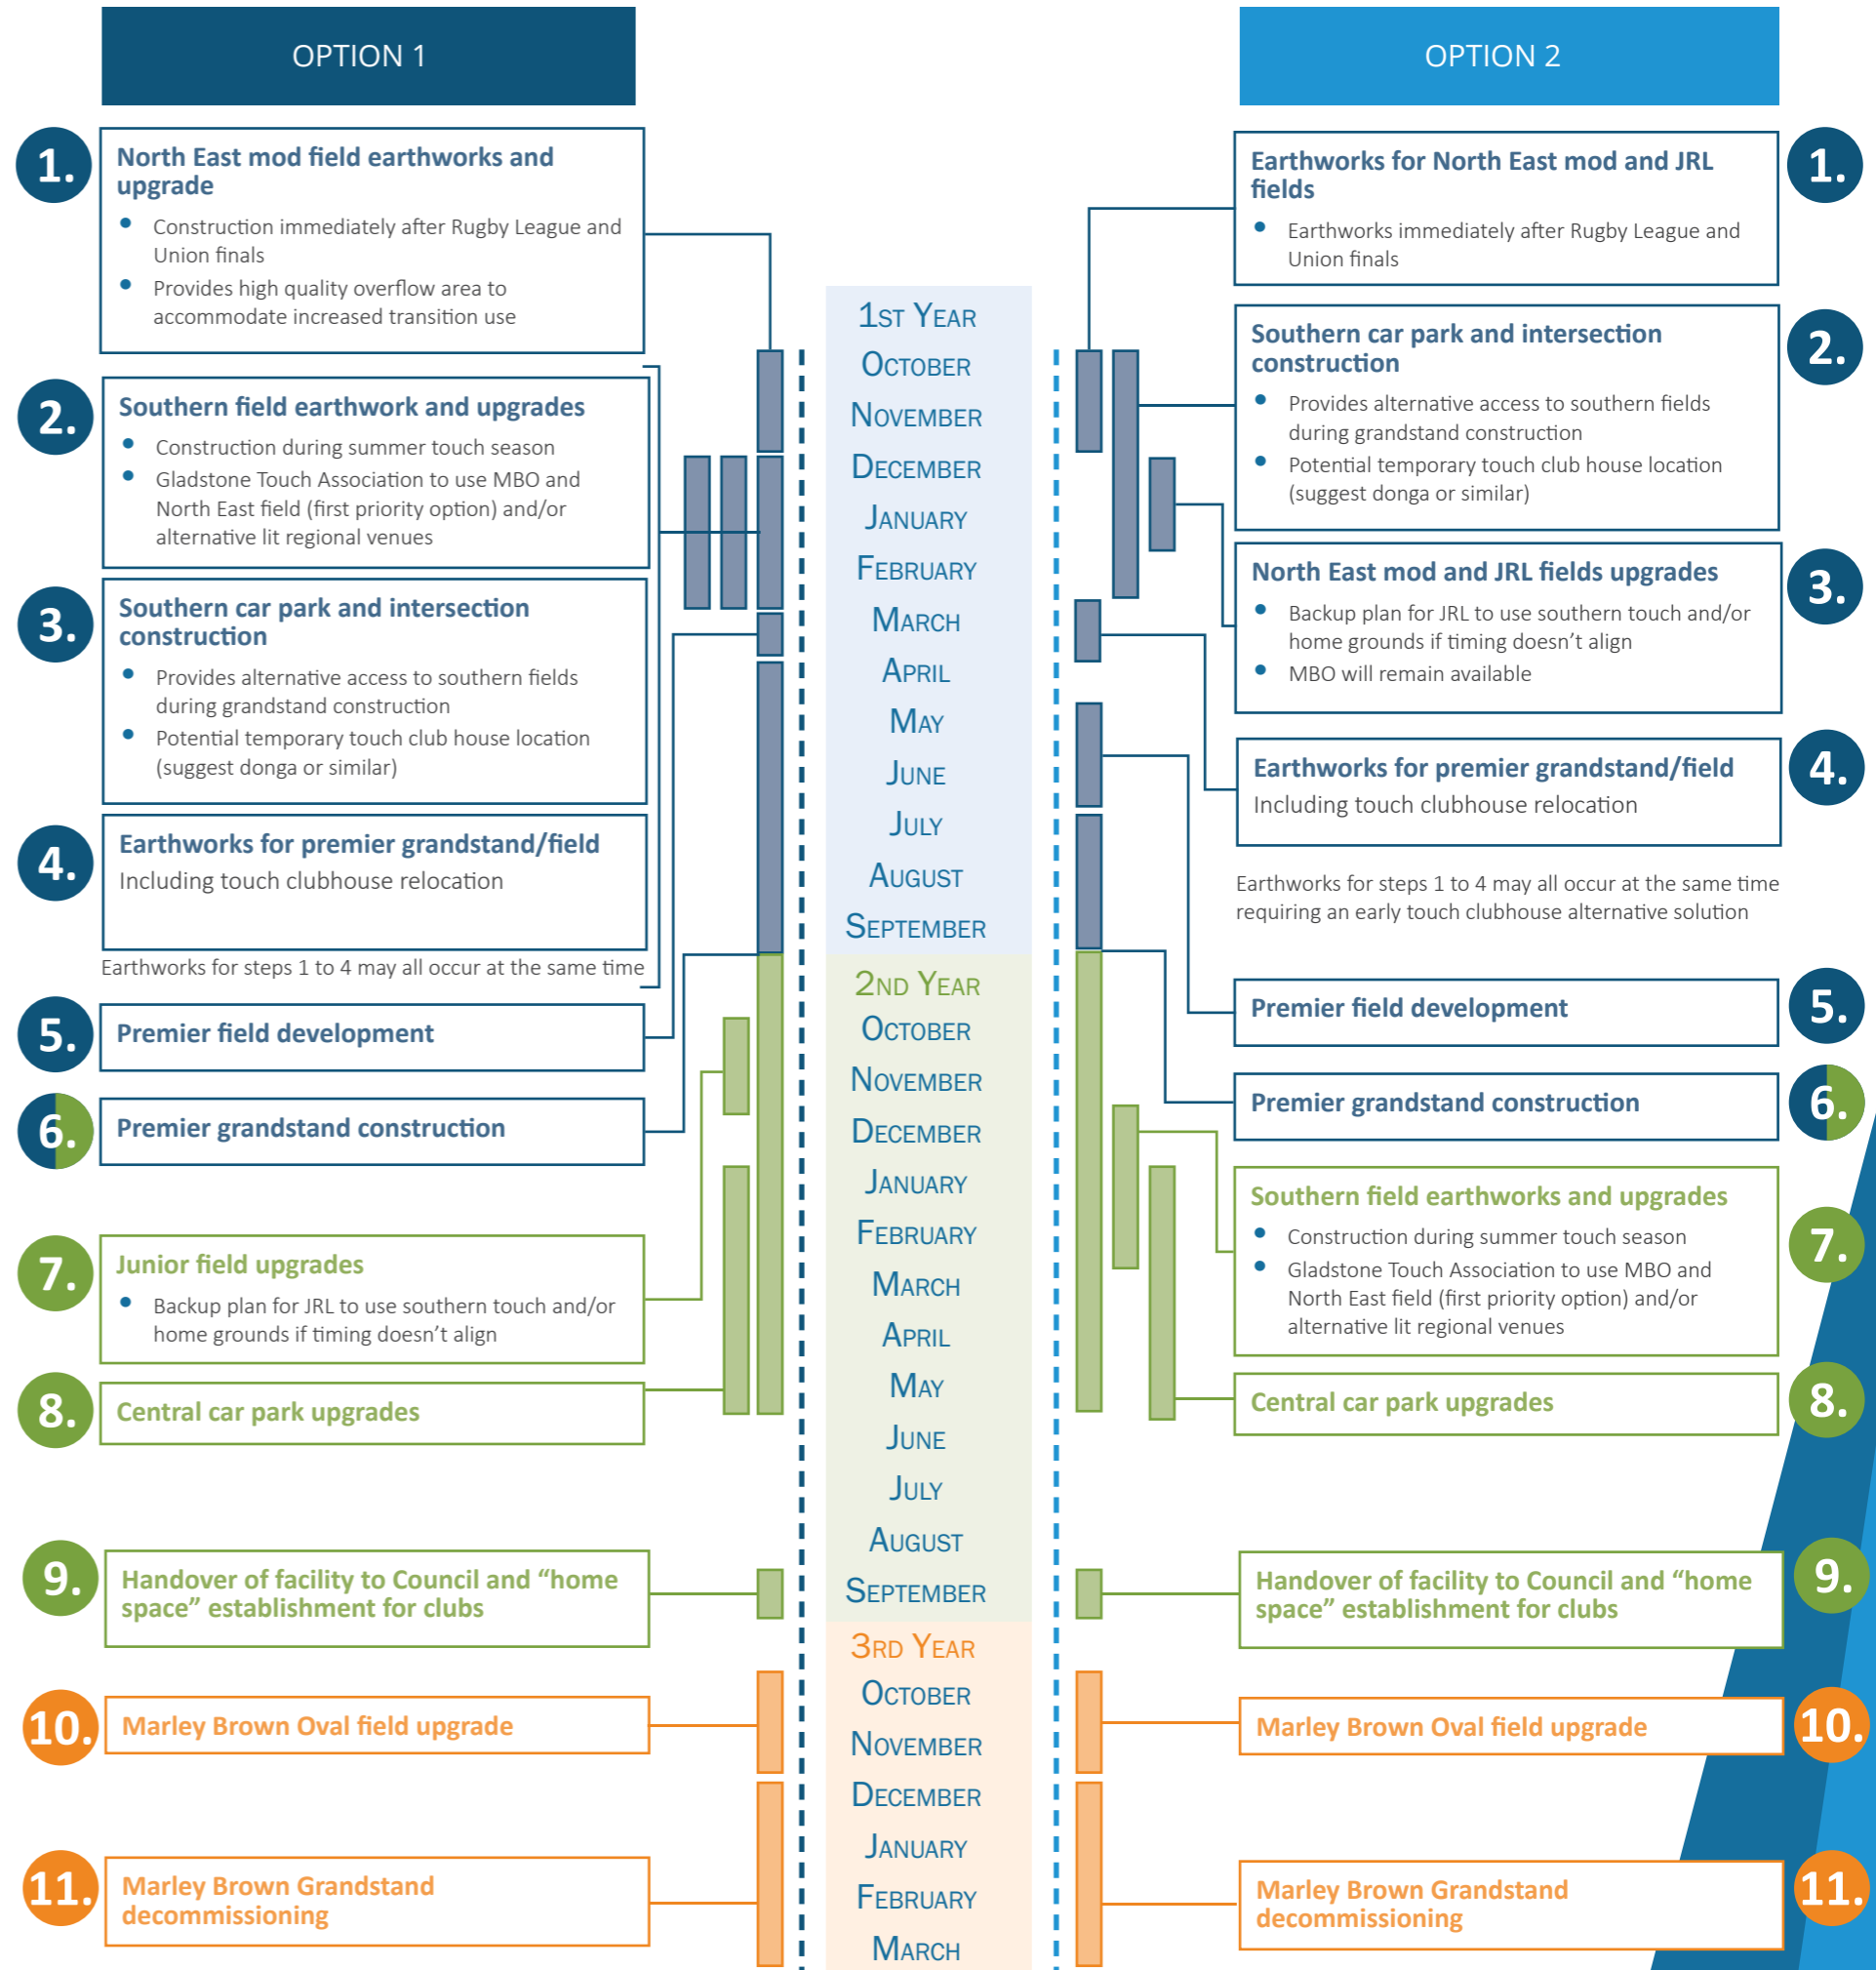 OPTION 1
1.
North East mod field earthworks and
upgrade
• Construction immediately after Rugby League and
Union finals
• Provides high quality overflow area to
accommodate increased transition use
2.
Southern field earthwork and upgrades
• Construction during summer touch season
• Gladstone Touch Association to use MBO and
North East field (first priority option) and/or
alternative lit regional venues
3.
Southern car park and intersection
construction
• Provides alternative access to southern fields
during grandstand construction
• Potential temporary touch club house location
(suggest donga or similar)
4.
Earthworks for premier grandstand/field
Including touch clubhouse relocation
Earthworks for steps 1 to 4 may all occur at the same time
5.
Premier field development
6.
Premier grandstand construction
7.
Junior field upgrades
• Backup plan for JRL to use southern touch and/or
home grounds if timing doesn’t align
8.
Central car park upgrades
9.
Handover of facility to Council and “home
space” establishment for clubs
10.
Marley Brown Oval field upgrade
11.
Marley Brown Grandstand
decommissioning
1ST YEAR
OCTOBER
NOVEMBER
DECEMBER
JANUARY
FEBRUARY
MARCH
APRIL
MAY
JUNE
JULY
AUGUST
SEPTEMBER
2ND YEAR
OCTOBER
NOVEMBER
DECEMBER
JANUARY
FEBRUARY
MARCH
APRIL
MAY
JUNE
JULY
AUGUST
SEPTEMBER
3RD YEAR
OCTOBER
NOVEMBER
DECEMBER
JANUARY
FEBRUARY
MARCH
OPTION 2
1.
Earthworks for North East mod and JRL
fields
• Earthworks immediately after Rugby League and
Union finals
2.
Southern car park and intersection
construction
• Provides alternative access to southern fields
during grandstand construction
• Potential temporary touch club house location
(suggest donga or similar)
3.
North East mod and JRL fields upgrades
• Backup plan for JRL to use southern touch and/or
home grounds if timing doesn’t align
• MBO will remain available
4.
Earthworks for premier grandstand/field
Including touch clubhouse relocation
Earthworks for steps 1 to 4 may all occur at the same time
requiring an early touch clubhouse alternative solution
5.
Premier field development
6.
Premier grandstand construction
7.
Southern field earthworks and upgrades
• Construction during summer touch season
• Gladstone Touch Association to use MBO and
North East field (first priority option) and/or
alternative lit regional venues
8.
Central car park upgrades
9.
Handover of facility to Council and “home
space” establishment for clubs
10.
Marley Brown Oval field upgrade
11.
Marley Brown Grandstand
decommissioning